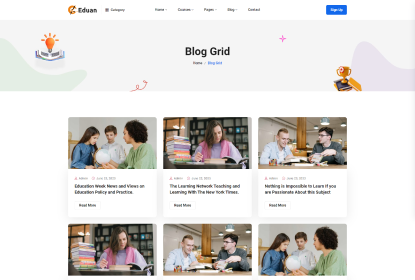 Eduan
Category
Home
Courses
Pages
Blog
Contact
Sign Up
Blog Grid
Home
Blog Grid
Admin
June 22, 2023
Education Week News and Views on
Education Policy and Practice.
Read More
Admin
June 22, 2023
The Learning Network Teaching and
Learning With The New York Times.
Read More
Admin
June 22, 2023
Nothing is Impossible to Learn if you
are Passionate About this Subject
Read More